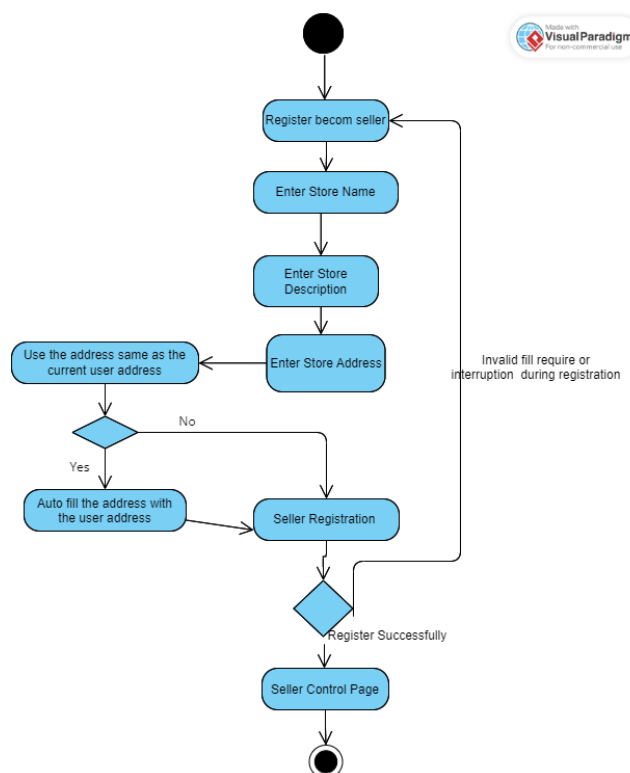 Made with
Visual Paradigm
For non-commercial use
Register becom seller
Enter Store Name
Enter Store
Description
Enter Store Address
Use the address same as the
current user address
Invalid fill require or
interruption during registration
No
Yes
Auto fill the address with
the user address
Seller Registration
Register Successfully
Seller Control Page